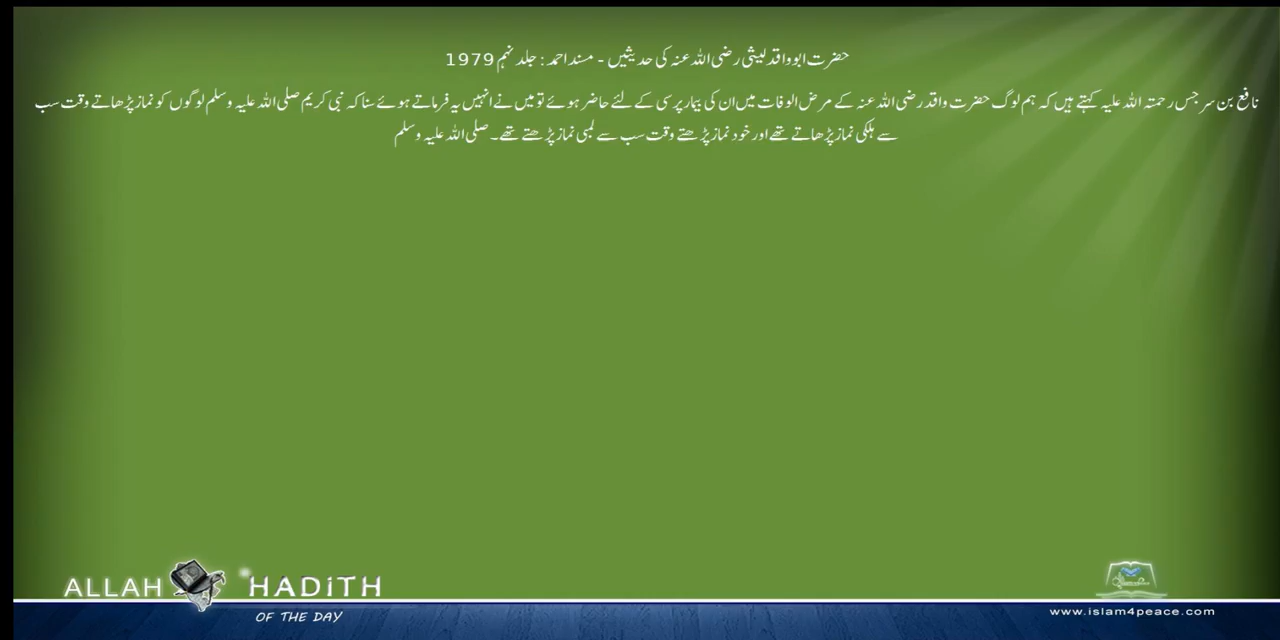 حضرت ابو واقد لیثی رضی اللہ عنہ کی حدیثیں - مسند احمد : جلد نہم 1979
نافع بن سرجس رحمتہ اللہ علیہ کہتے ہیں کہ ہم لوگ حضرت واقد رضی اللہ عنہ کے مرض الوفات میں ان کی بیمار پرسی کے لئے حاضر ہوئے تو میں نے انہیں یہ فرماتے ہوئے سنا کہ نبی کریم صلی اللہ علیہ وسلم لوگوں کو نماز پڑھاتے وقت سب
سے ہلکی نماز پڑھاتے تھے اور خود نماز پڑھتے وقت سب سے لمبی نماز پڑھتے تھے۔ صلی اللہ علیہ وسلم
ALLAH HADITH
OF THE DAY
www.islam4peace.com